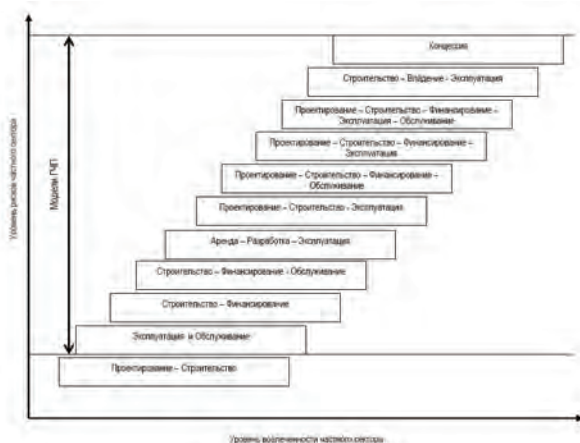 Концессия
Строительство – Владение - Эксплуатация
Проектирование – Строительство – Финансирование –
Эксплуатация - Обслуживание
Проектирование – Строительство – Финансирование –
Эксплуатация
Проектирование – Строительство – Финансирование –
Обслуживание
Проектирование – Строительство - Эксплуатация
Аренда – Разработка – Эксплуатация
Строительство – Финансирование - Обслуживание
Строительство – Финансирование
Эксплуатация и Обслуживание
Проектирование – Строительство
Модели ГЧП
Уровень рисков частного сектора
Уровень вовлеченности частного сектора